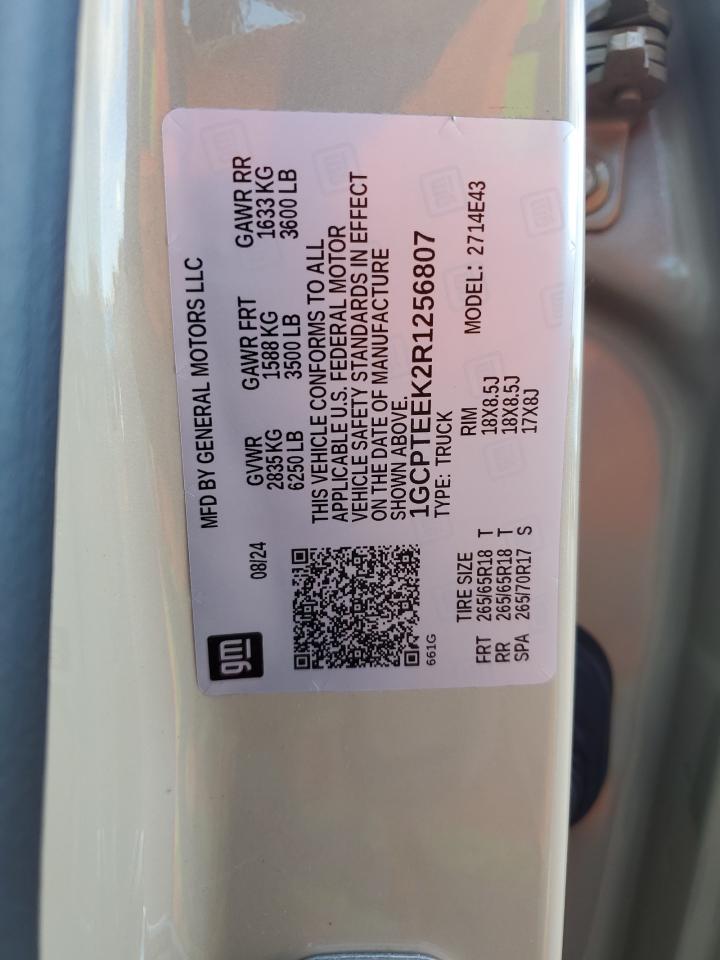 gm
MFD BY GENERAL MOTORS LLC
08/24
GVWR GAWR FRT GAWR RR
2835 KG 1588 KG 1633 KG
6250 LB 3500 LB 3600 LB
THIS VEHICLE CONFORMS TO ALL
APPLICABLE U.S. FEDERAL MOTOR
VEHICLE SAFETY STANDARDS IN EFFECT
ON THE DATE OF MANUFACTURE
SHOWN ABOVE.
1GCPTEEK2R1256807
661G
TYPE: TRUCK MODEL: 2714E43
TIRE SIZE RIM
FRT 265/65R18 T 18X8.5J
RR 265/65R18 T 18X8.5J
SPA 265/70R17 S 17X8J